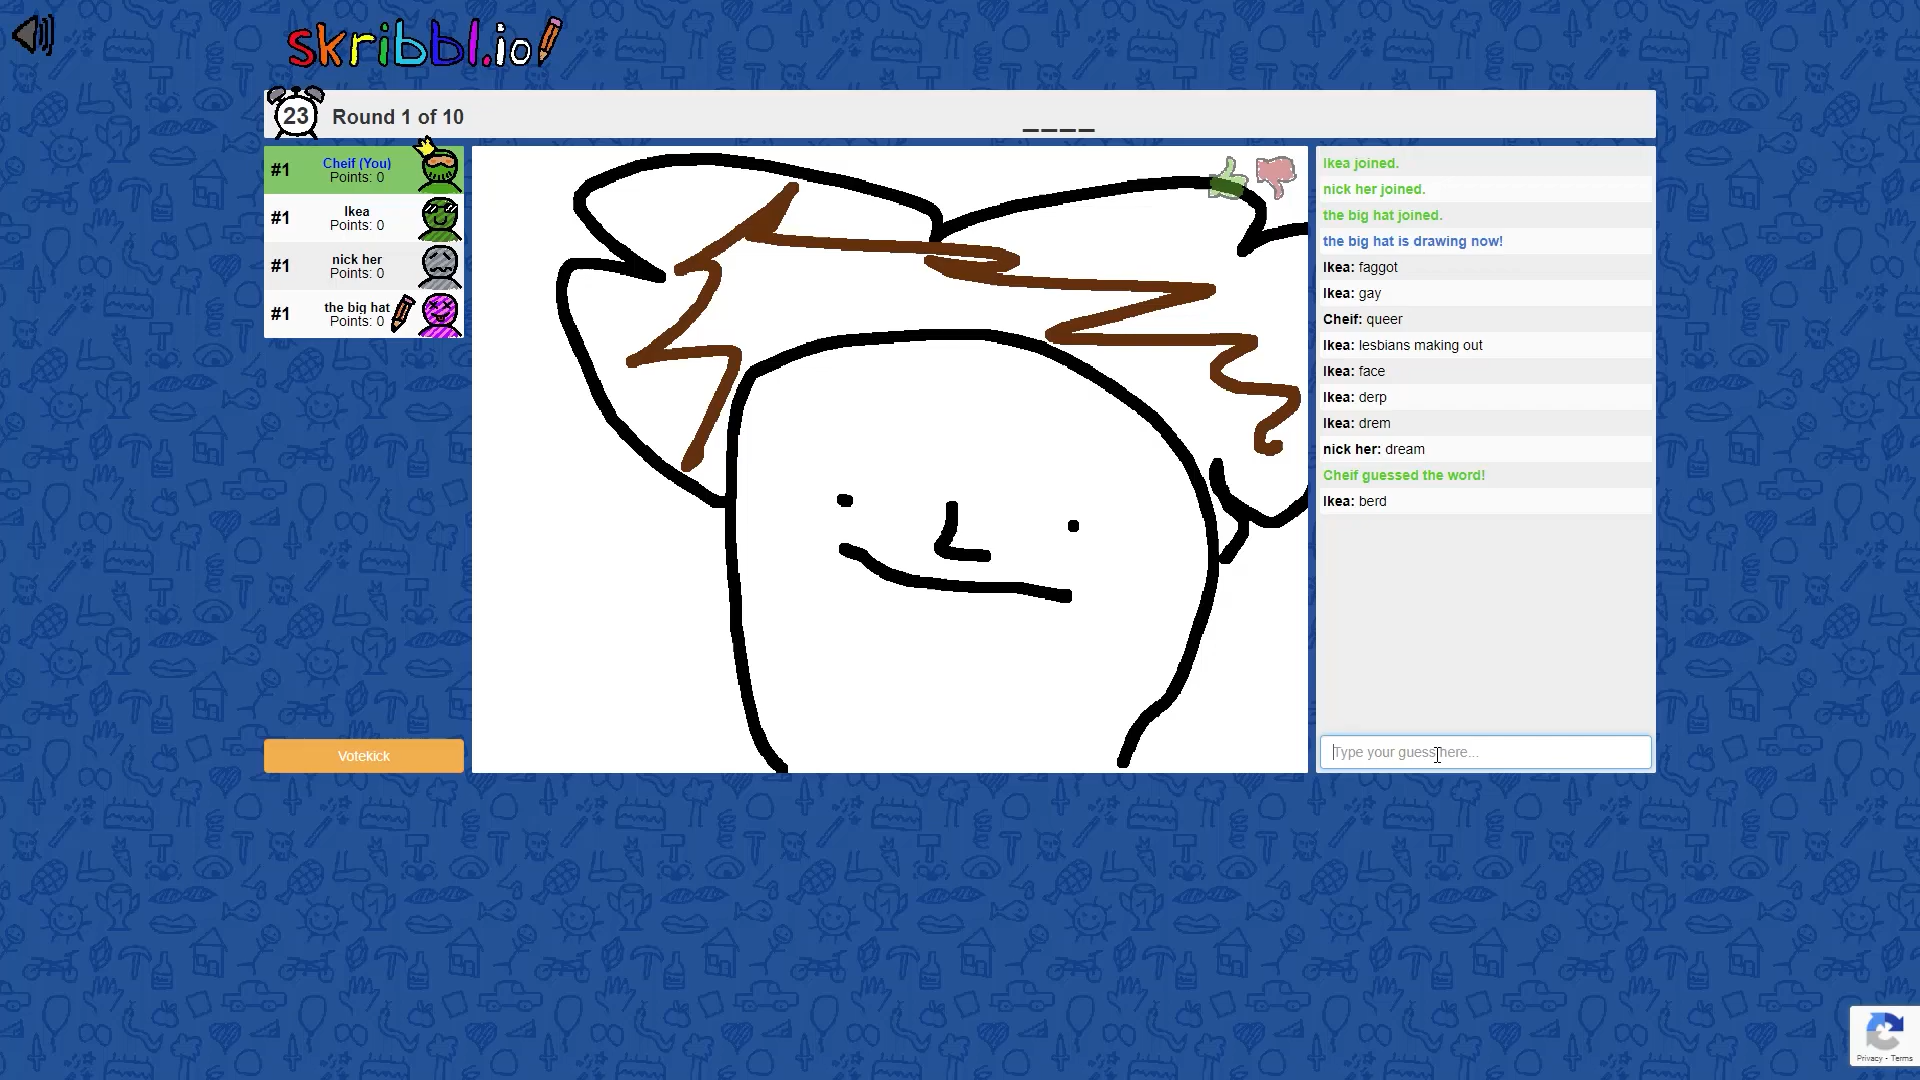 skribbl.io
23 Round 1 of 10 ____
#1 Cheif (You)
Points: 0
#1 Ikea
Points: 0
#1 nick her
Points: 0
#1 the big hat
Points: 0
Votekick
Ikea joined.
nick her joined.
the big hat joined.
the big hat is drawing now!
Ikea: faggot
Ikea: gay
Cheif: queer
Ikea: lesbians making out
Ikea: face
Ikea: derp
Ikea: drem
nick her: dream
Cheif guessed the word!
Ikea: berd
Type your guess here...
Privacy - Terms